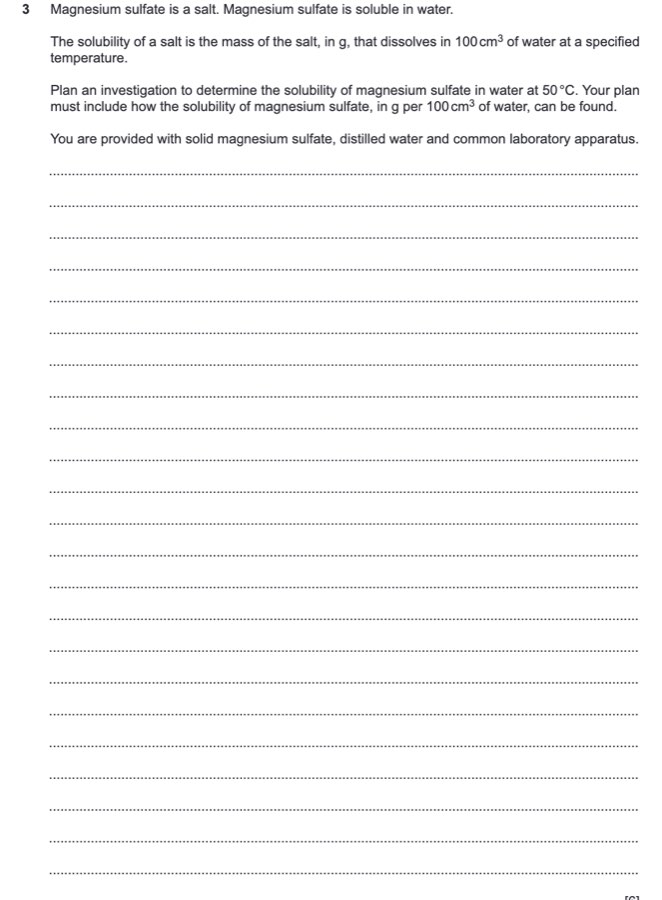 3 Magnesium sulfate is a salt. Magnesium sulfate is soluble in water.
The solubility of a salt is the mass of the salt, in g, that dissolves in 100 cm³ of water at a specified
temperature.
Plan an investigation to determine the solubility of magnesium sulfate in water at 50 °C. Your plan
must include how the solubility of magnesium sulfate, in g per 100 cm³ of water, can be found.
You are provided with solid magnesium sulfate, distilled water and common laboratory apparatus.